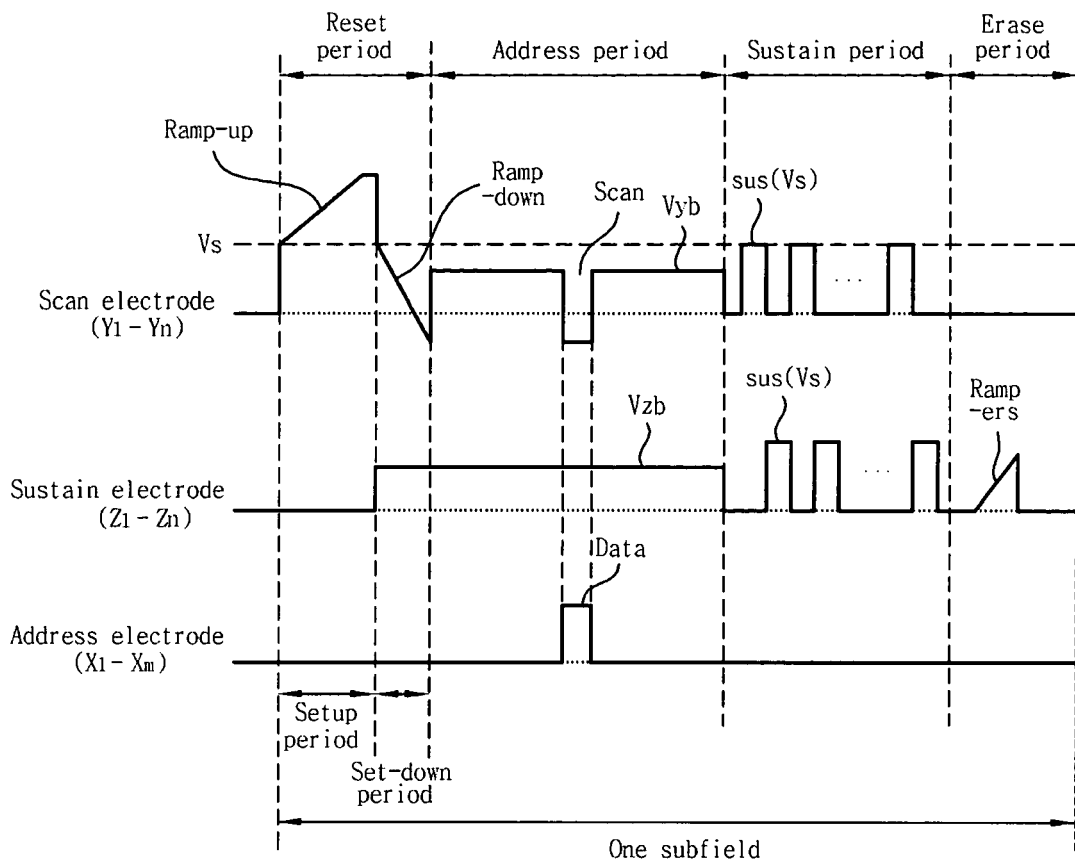 Reset
period
Address period
Sustain period
Erase
period
Ramp-up
Ramp
-down
Scan
Vyb
sus(Vs)
Vs
Scan electrode
(Y1-Yn)
...
sus(Vs)
Ramp
-ers
Vzb
Sustain electrode
(Z1-Zn)
...
Data
Address electrode
(X1-Xm)
Setup
period
Set-down
period
One subfield